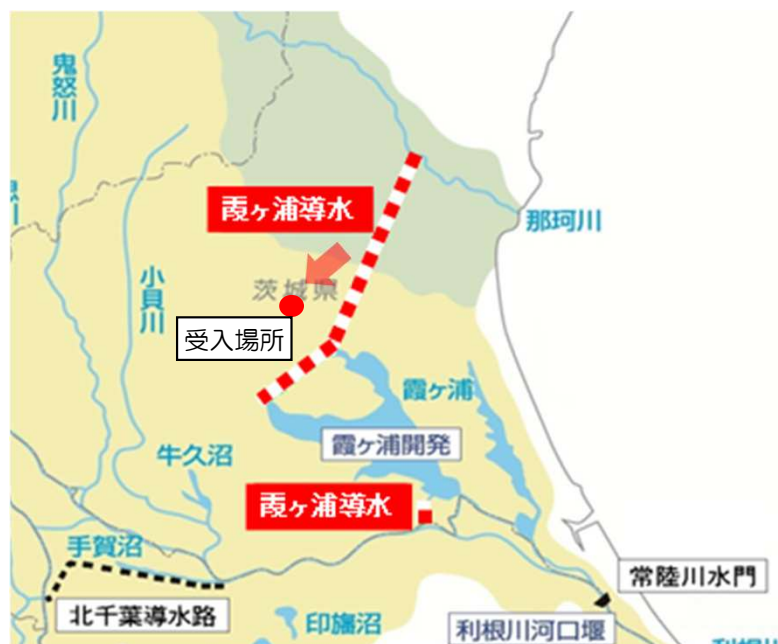 鬼怒川
川
霞ヶ浦導水
那珂川
小貝川
茨城県
受入場所
霞ヶ浦
霞ヶ浦開発
牛久沼
霞ヶ浦導水
手賀沼
常陸川水門
北千葉導水路
印旛沼
利根川河口堰